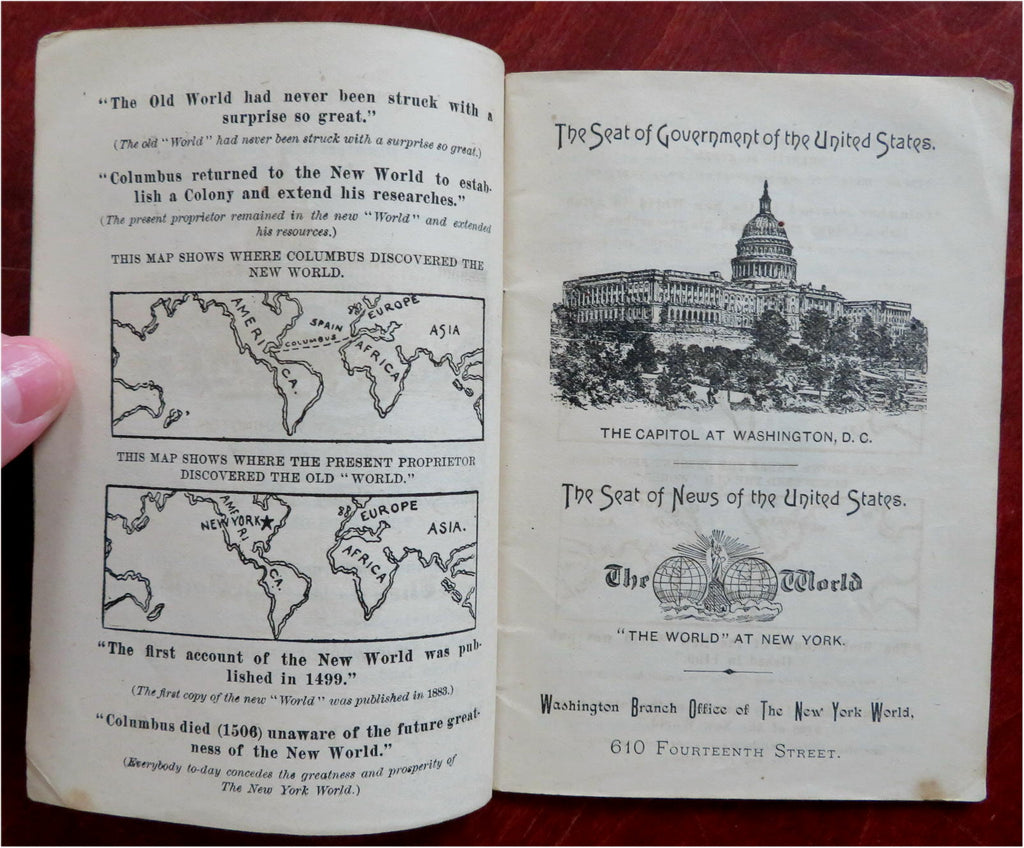 "The Old World had never been struck with a
surprise so great."
(The old "World" had never been struck with a surprise so great.)
"Columbus returned to the New World to estab-
lish a Colony and extend his researches."
(The present proprietor remained in the new "World" and extended
his resources.)
THIS MAP SHOWS WHERE COLUMBUS DISCOVERED THE
NEW WORLD.
AMERI
CA.
SPAIN
COLUMBUS
EUROPE
AFRICA
ASIA
THIS MAP SHOWS WHERE THE PRESENT PROPRIETOR
DISCOVERED THE OLD "WORLD."
AMERI.
CA.
NEW YORK
EUROPE
AFRICA
ASIA.
"The first account of the New World was pub-
lished in 1499."
(The first copy of the new "World" was published in 1883.)
"Columbus died (1506) unaware of the future great-
ness of the New World."
(Everybody to-day concedes the greatness and prosperity of
The New York World.)
The Seat of Government of the United States.
THE CAPITOL AT WASHINGTON, D. C.
The Seat of News of the United States.
The World
"THE WORLD" AT NEW YORK.
Washington Branch Office of The New York World,
610 FOURTEENTH STREET.